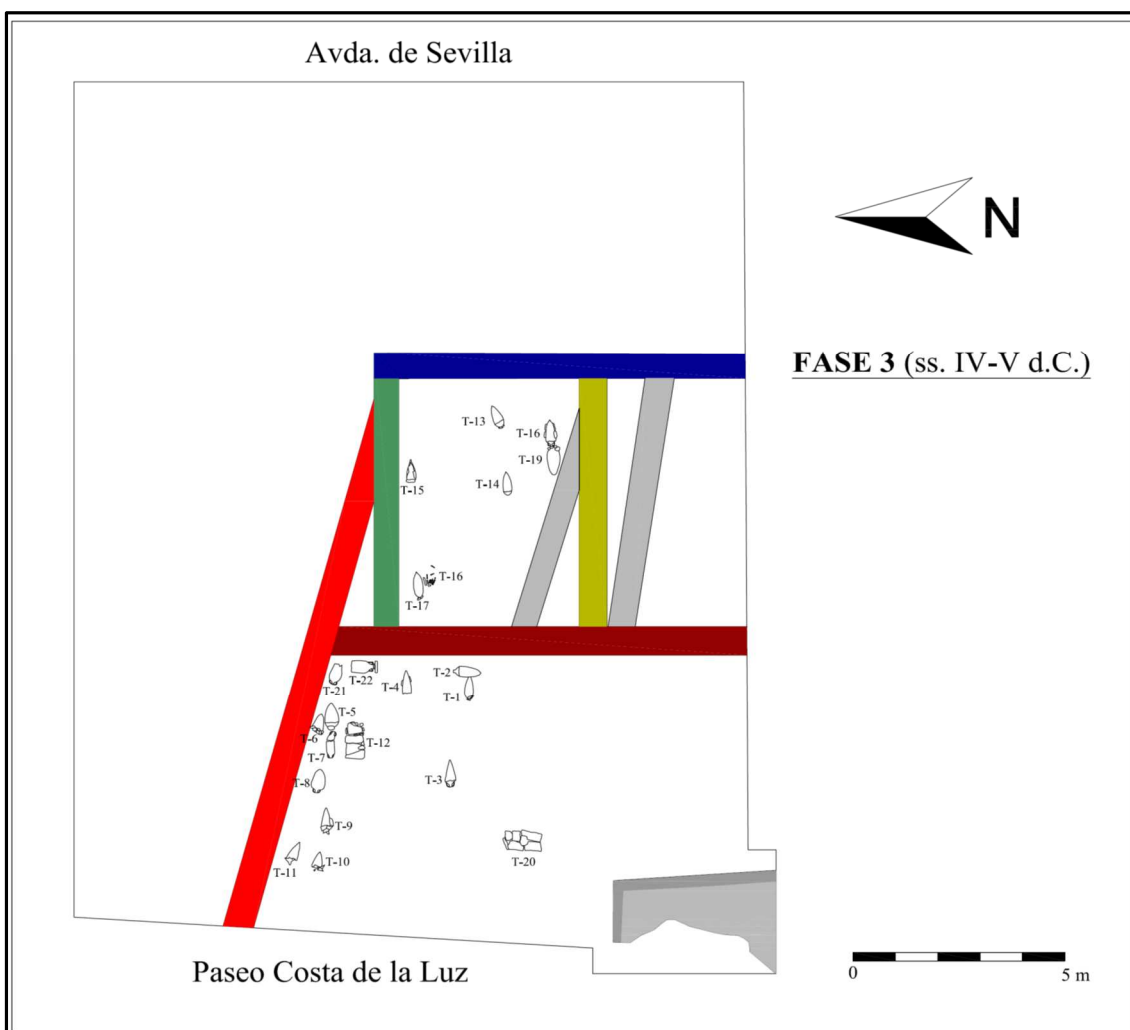 Avda. de Sevilla
N
FASE 3 (ss. IV-V d.C.)
T-13
T-16
T-19
T-15
T-14
T-16
T-17
T-2
T-22
T-21
T-4
T-1
T-5
T-6
T-12
T-7
T-8
T-3
T-9
T-11
T-10
T-20
Paseo Costa de la Luz
0
5 m